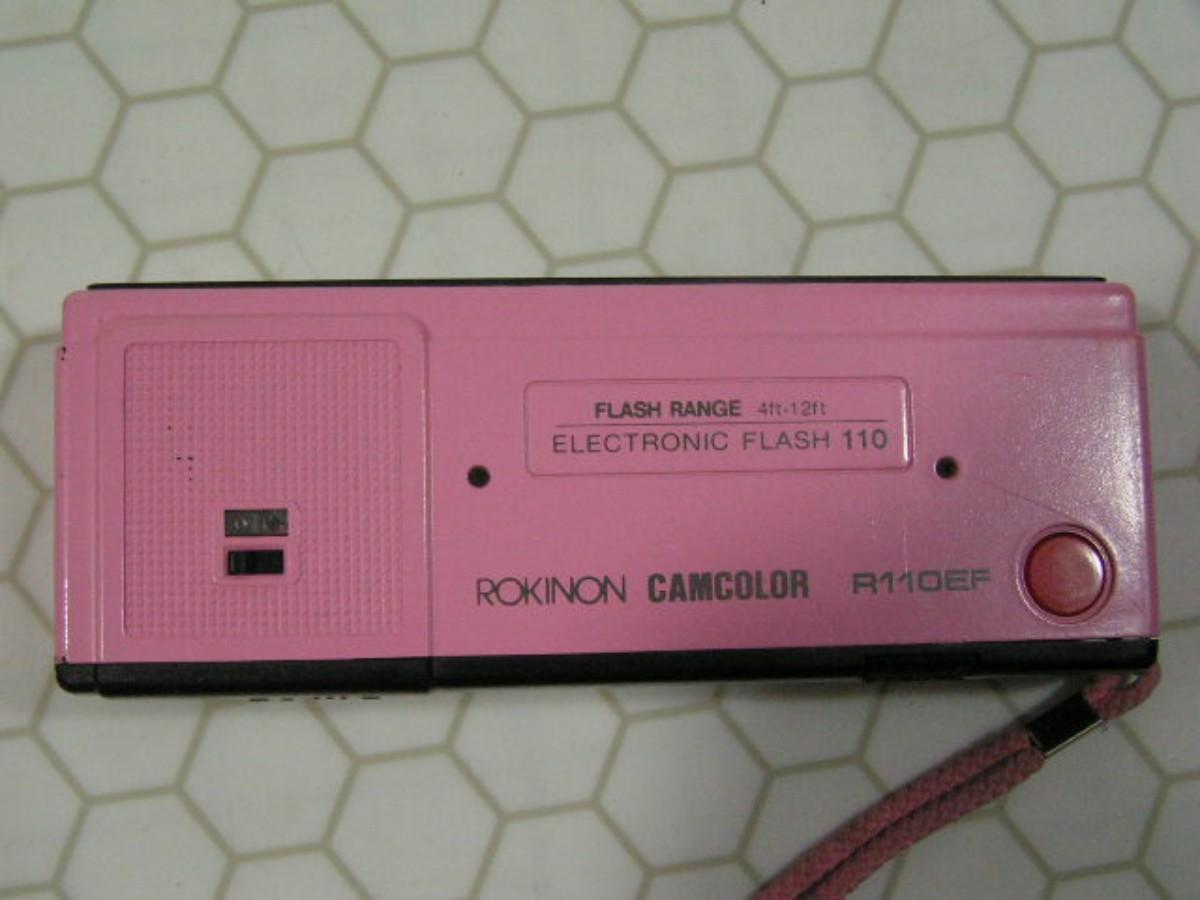 FLASH RANGE 4ft-12ft
ELECTRONIC FLASH 110
ROKINON CAMCOLOR R110EF